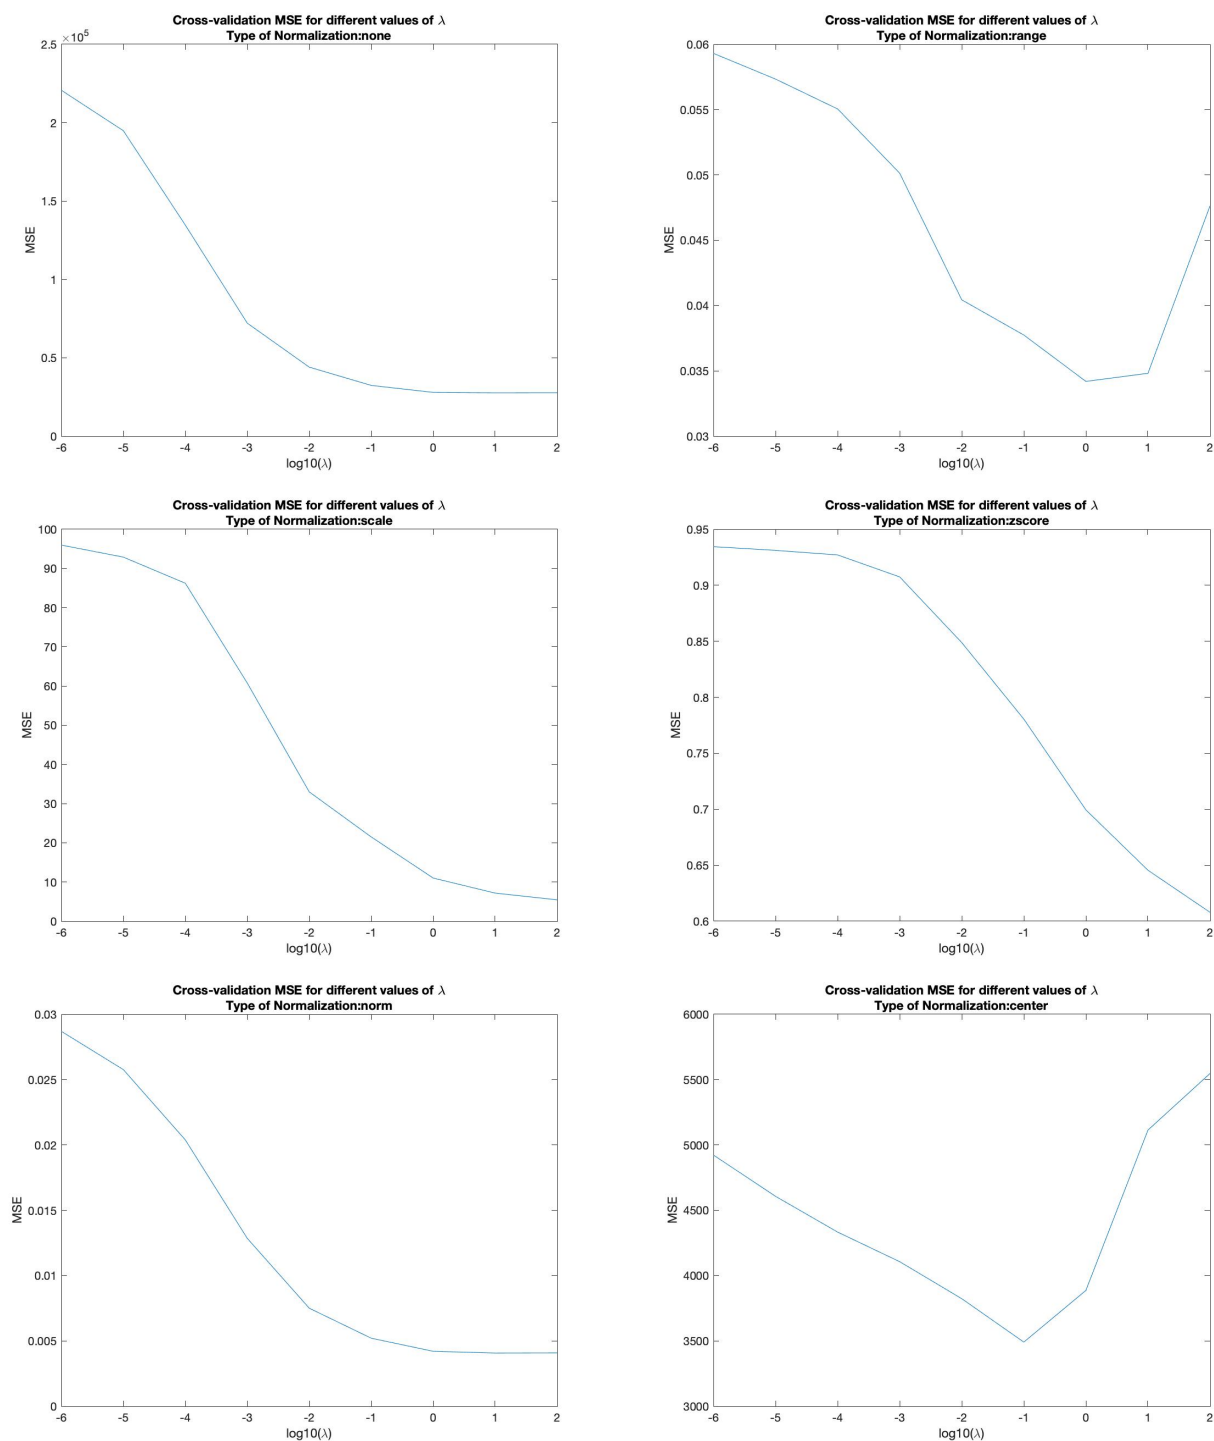 Cross-validation MSE for different values of λ
Type of Normalization:none
×10⁵
2.5
2
1.5
1
0.5
0
MSE
-6 -5 -4 -3 -2 -1 0 1 2
log10(λ)
Cross-validation MSE for different values of λ
Type of Normalization:range
0.06
0.055
0.05
0.045
0.04
0.035
0.03
MSE
-6 -5 -4 -3 -2 -1 0 1 2
log10(λ)
Cross-validation MSE for different values of λ
Type of Normalization:scale
100
90
80
70
60
50
40
30
20
10
0
MSE
-6 -5 -4 -3 -2 -1 0 1 2
log10(λ)
Cross-validation MSE for different values of λ
Type of Normalization:zscore
0.95
0.9
0.85
0.8
0.75
0.7
0.65
0.6
MSE
-6 -5 -4 -3 -2 -1 0 1 2
log10(λ)
Cross-validation MSE for different values of λ
Type of Normalization:norm
0.03
0.025
0.02
0.015
0.01
0.005
0
MSE
-6 -5 -4 -3 -2 -1 0 1 2
log10(λ)
Cross-validation MSE for different values of λ
Type of Normalization:center
6000
5500
5000
4500
4000
3500
3000
MSE
-6 -5 -4 -3 -2 -1 0 1 2
log10(λ)